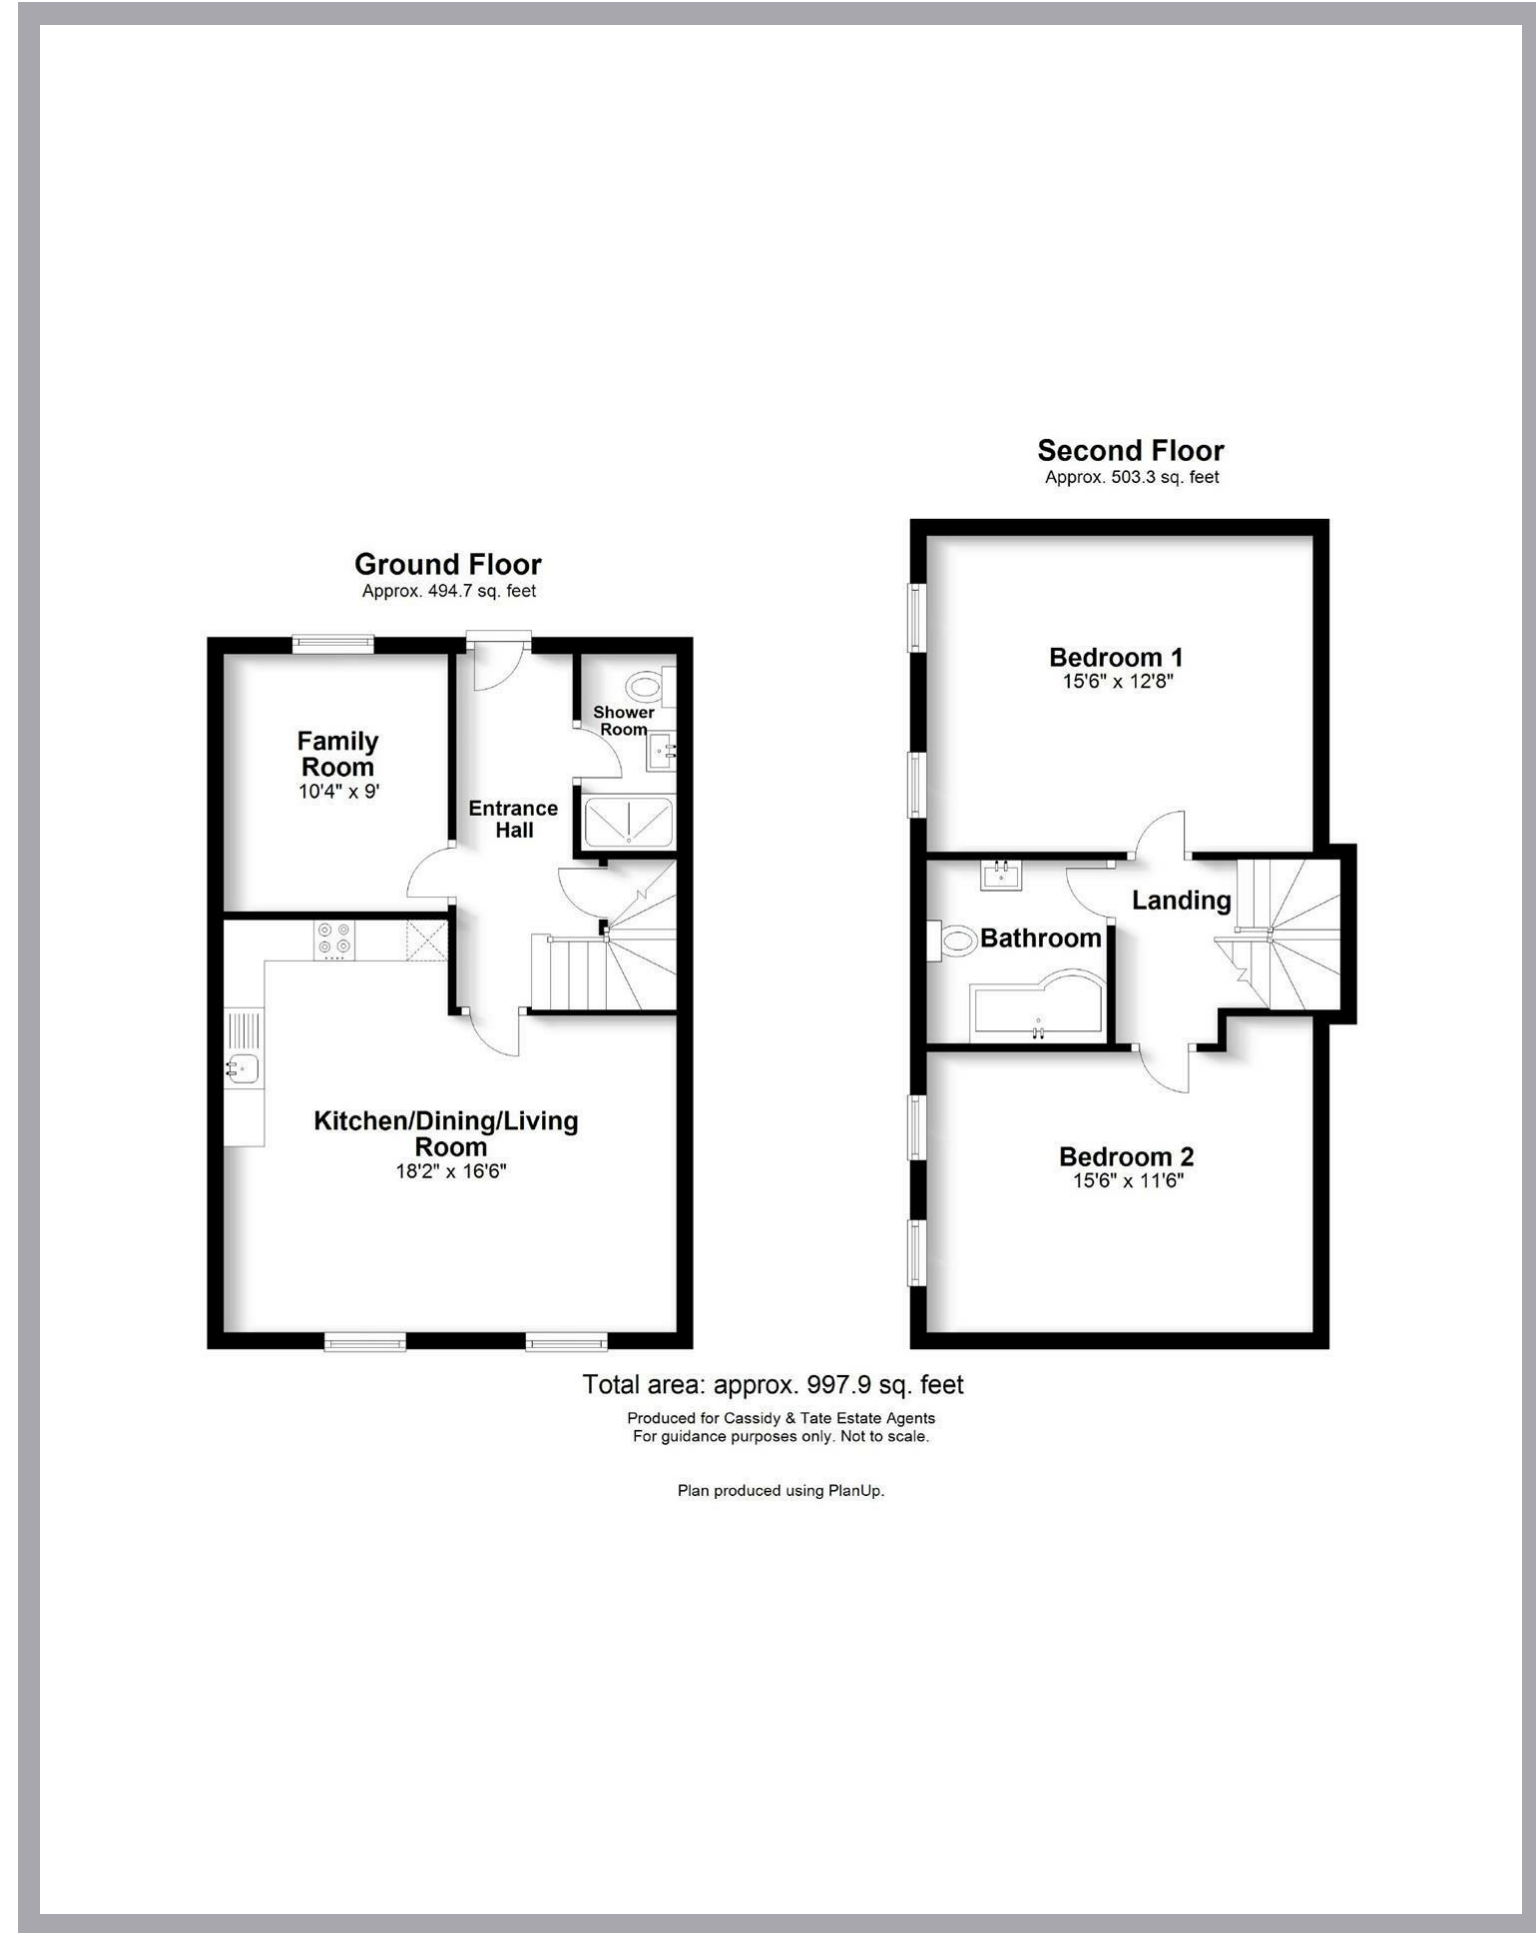 Second Floor
Approx. 503.3 sq. feet
Ground Floor
Approx. 494.7 sq. feet
Bedroom 1
15'6" x 12'8"
Shower
Room
Family
Room
10'4" x 9'
Entrance
Hall
Landing
Bathroom
Kitchen/Dining/Living
Room
18'2" x 16'6"
Bedroom 2
15'6" x 11'6"
Total area: approx. 997.9 sq. feet
Produced for Cassidy & Tate Estate Agents
For guidance purposes only. Not to scale.
Plan produced using PlanUp.